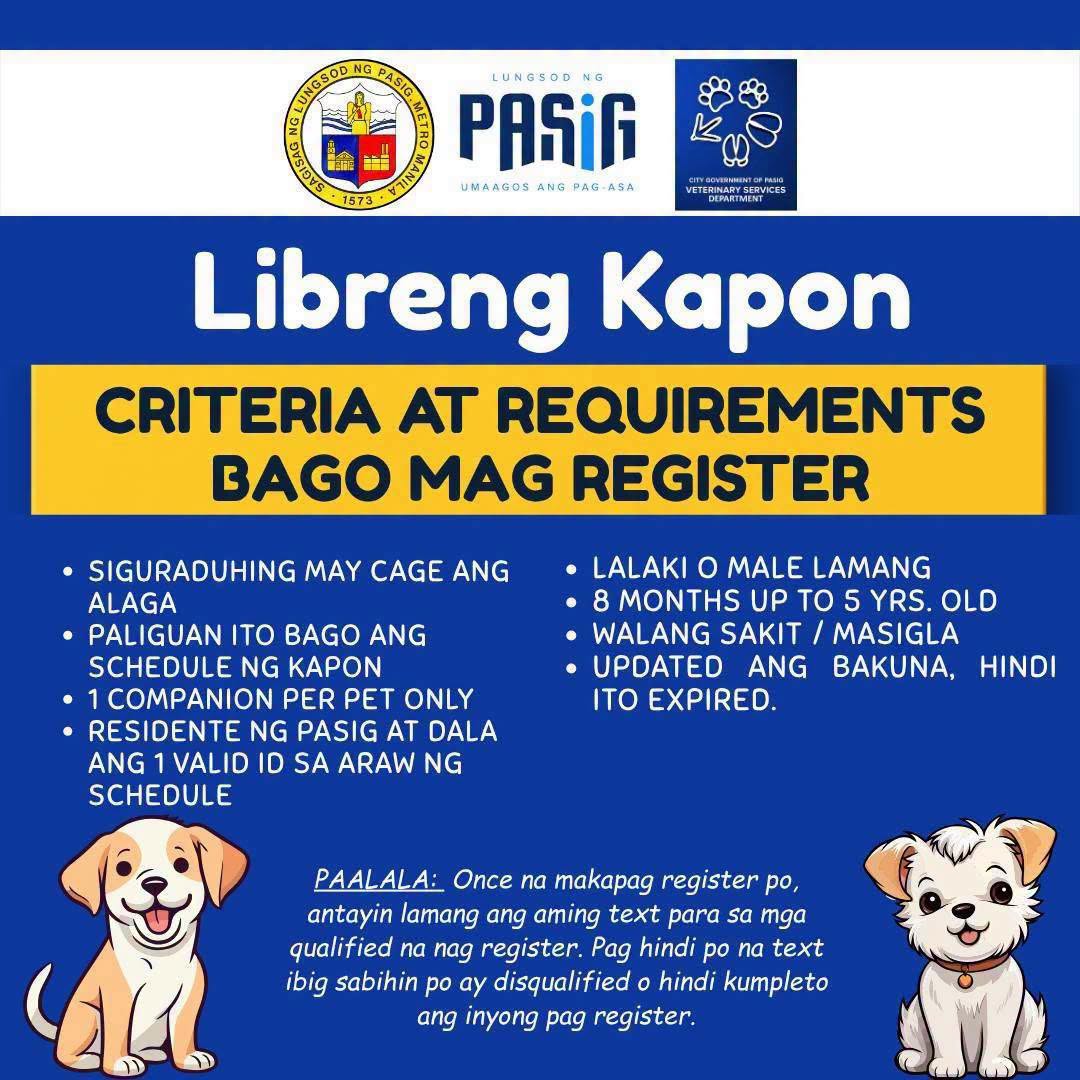 SAGISAG NG LUNGSOD NG PASIG, METRO MANILA
1573
LUNGSOD NG
PASiG
UMAAGOS ANG PAG-ASA
CITY GOVERNMENT OF PASIG
VETERINARY SERVICES
DEPARTMENT
Libreng Kapon
CRITERIA AT REQUIREMENTS
BAGO MAG REGISTER
• SIGURADUHING MAY CAGE ANG
ALAGA
• PALIGUAN ITO BAGO ANG
SCHEDULE NG KAPON
• 1 COMPANION PER PET ONLY
• RESIDENTE NG PASIG AT DALA
ANG 1 VALID ID SA ARAW NG
SCHEDULE
• LALAKI O MALE LAMANG
• 8 MONTHS UP TO 5 YRS. OLD
• WALANG SAKIT / MASIGLA
• UPDATED ANG BAKUNA, HINDI
ITO EXPIRED.
PAALALA: Once na makapag register po,
antayin lamang ang aming text para sa mga
qualified na nag register. Pag hindi po na text
ibig sabihin po ay disqualified o hindi kumpleto
ang inyong pag register.